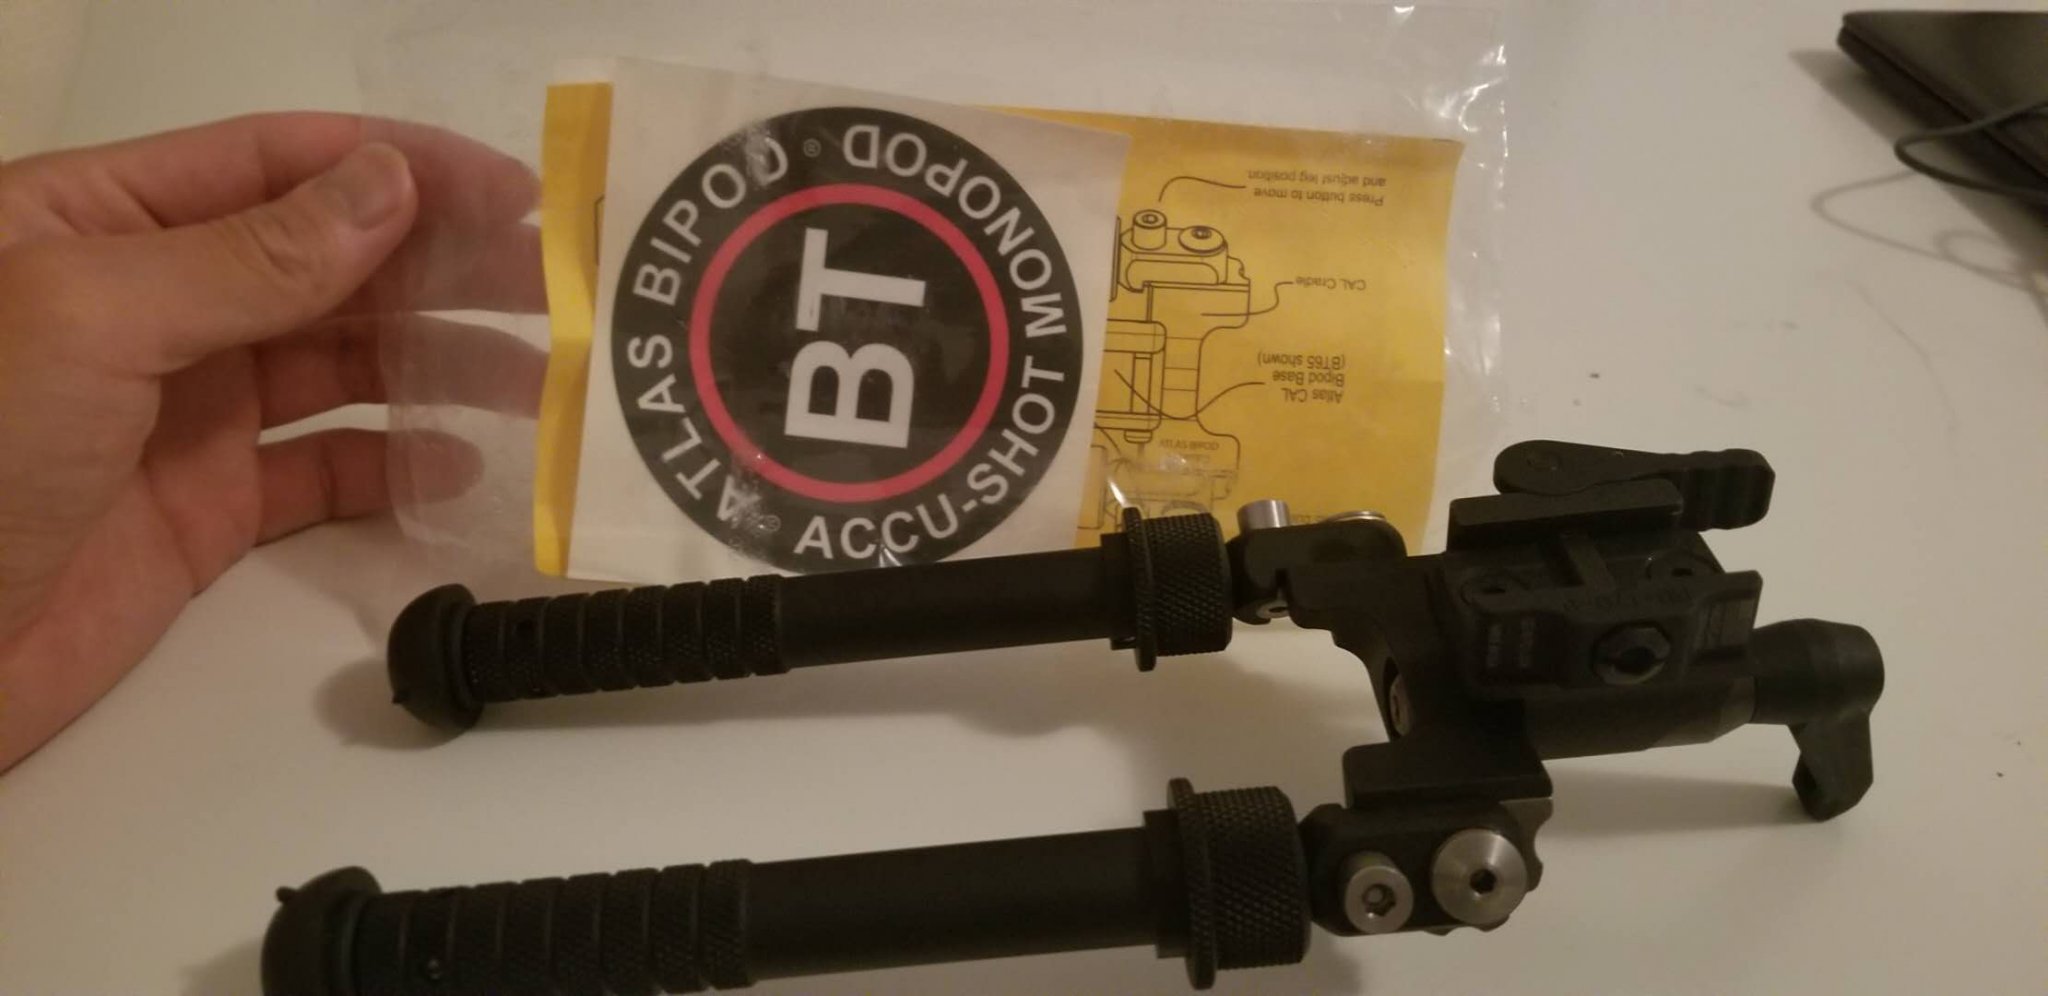 ATLAS BIPOD ®
ACCU-SHOT MONOPOD ®
BT
Press button to move
and adjust leg position
CAL Cradle
Atlas CAL
Bipod Base
(BT65 shown)